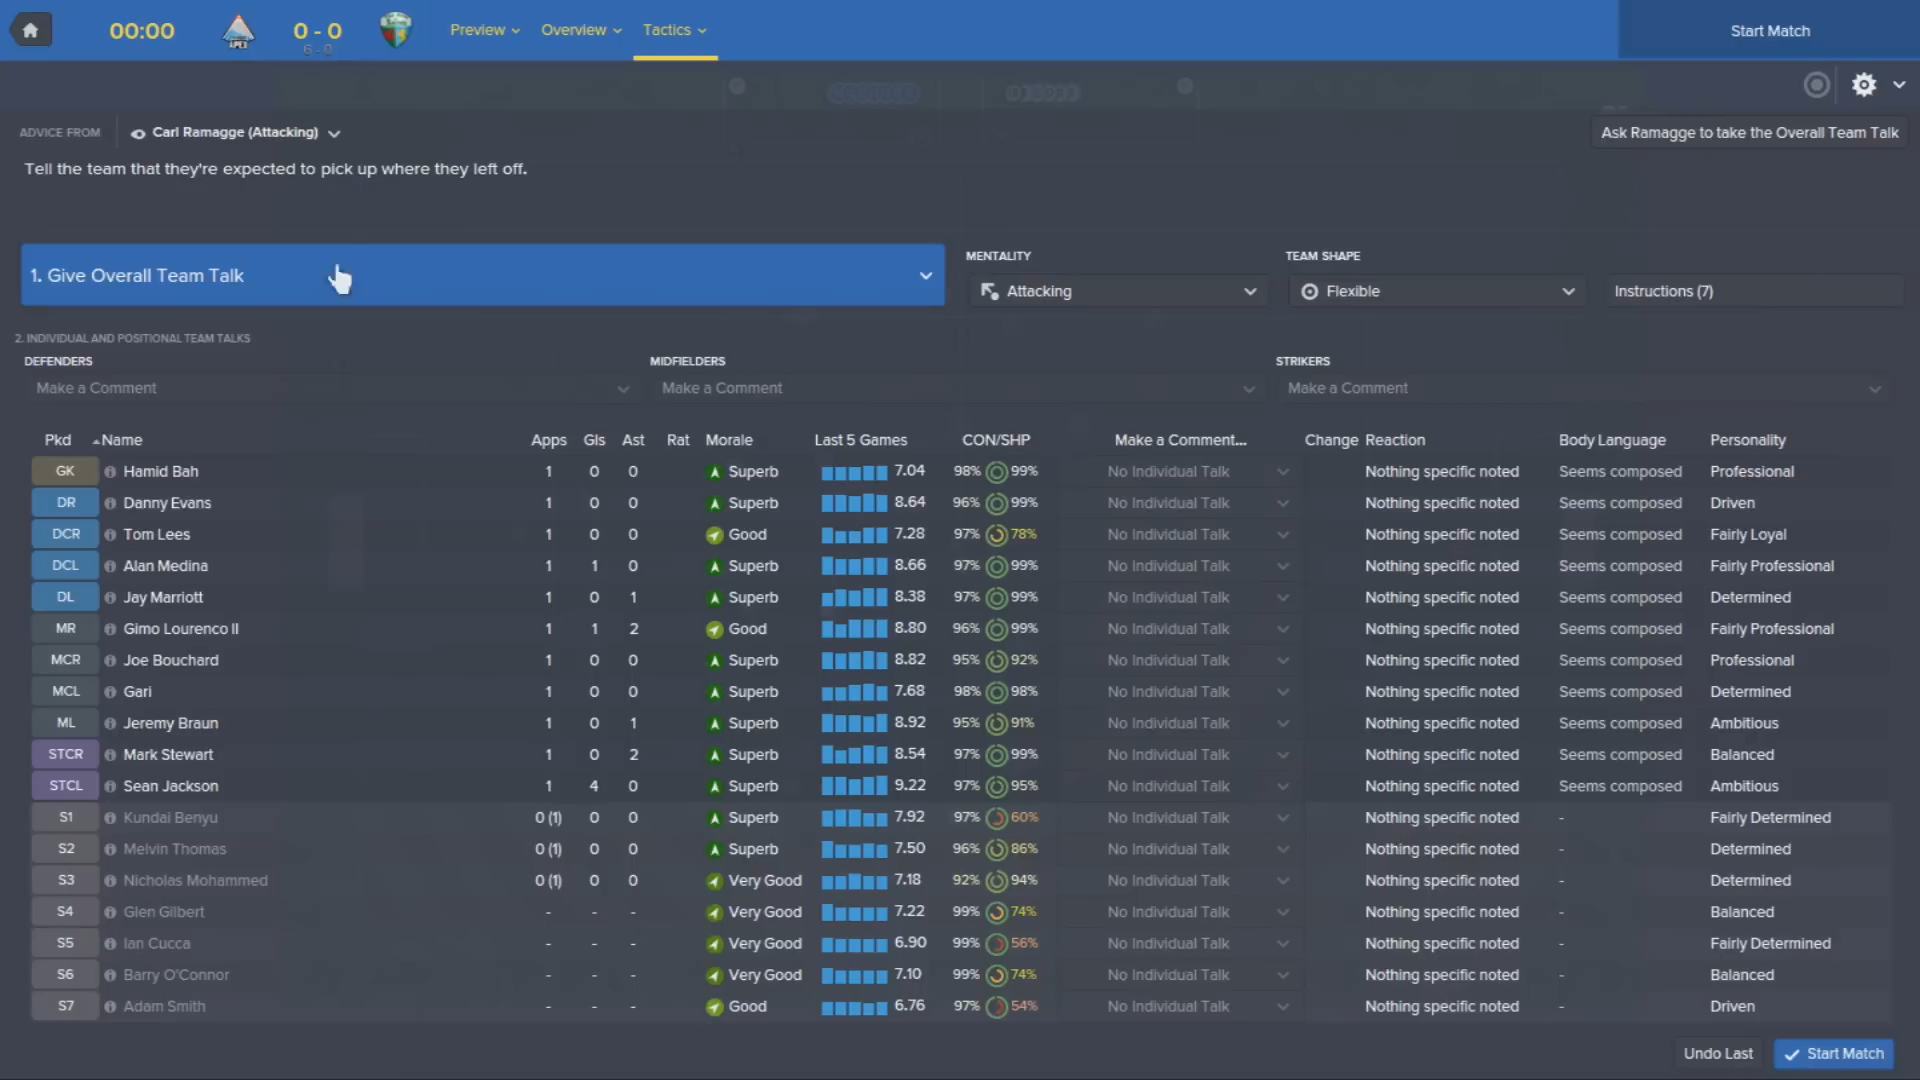 00:00
APEX
0 - 0
6 - 0
Preview
Overview
Tactics
Start Match
ADVICE FROM
Carl Ramagge (Attacking)
Ask Ramagge to take the Overall Team Talk
Tell the team that they're expected to pick up where they left off.
1. Give Overall Team Talk
MENTALITY
Attacking
TEAM SHAPE
Flexible
Instructions (7)
2. INDIVIDUAL AND POSITIONAL TEAM TALKS
DEFENDERS MIDFIELDERS STRIKERS
Make a Comment Make a Comment Make a Comment
Pkd Name Apps Gls Ast Rat Morale Last 5 Games CON/SHP Make a Comment... Change Reaction Body Language Personality
GK Hamid Bah 1 0 0 Superb 7.04 98% 99% No Individual Talk Nothing specific noted Seems composed Professional
DR Danny Evans 1 0 0 Superb 8.64 96% 99% No Individual Talk Nothing specific noted Seems composed Driven
DCR Tom Lees 1 0 0 Good 7.28 97% 78% No Individual Talk Nothing specific noted Seems composed Fairly Loyal
DCL Alan Medina 1 1 0 Superb 8.66 97% 99% No Individual Talk Nothing specific noted Seems composed Fairly Professional
DL Jay Marriott 1 0 1 Superb 8.38 97% 99% No Individual Talk Nothing specific noted Seems composed Determined
MR Gimo Lourenco II 1 1 2 Good 8.80 96% 99% No Individual Talk Nothing specific noted Seems composed Fairly Professional
MCR Joe Bouchard 1 0 0 Superb 8.82 95% 92% No Individual Talk Nothing specific noted Seems composed Professional
MCL Gari 1 0 0 Superb 7.68 98% 98% No Individual Talk Nothing specific noted Seems composed Determined
ML Jeremy Braun 1 0 1 Superb 8.92 95% 91% No Individual Talk Nothing specific noted Seems composed Ambitious
STCR Mark Stewart 1 0 2 Superb 8.54 97% 99% No Individual Talk Nothing specific noted Seems composed Balanced
STCL Sean Jackson 1 4 0 Superb 9.22 97% 95% No Individual Talk Nothing specific noted Seems composed Ambitious
S1 Kundai Benyu 0 (1) 0 0 Superb 7.92 97% 60% No Individual Talk Nothing specific noted - Fairly Determined
S2 Melvin Thomas 0 (1) 0 0 Superb 7.50 96% 86% No Individual Talk Nothing specific noted - Determined
S3 Nicholas Mohammed 0 (1) 0 0 Very Good 7.18 92% 94% No Individual Talk Nothing specific noted - Determined
S4 Glen Gilbert - - - Very Good 7.22 99% 74% No Individual Talk Nothing specific noted - Balanced
S5 Ian Cucca - - - Very Good 6.90 99% 56% No Individual Talk Nothing specific noted - Fairly Determined
S6 Barry O'Connor - - - Very Good 7.10 99% 74% No Individual Talk Nothing specific noted - Balanced
S7 Adam Smith - - - Good 6.76 97% 54% No Individual Talk Nothing specific noted - Driven
Undo Last
Start Match